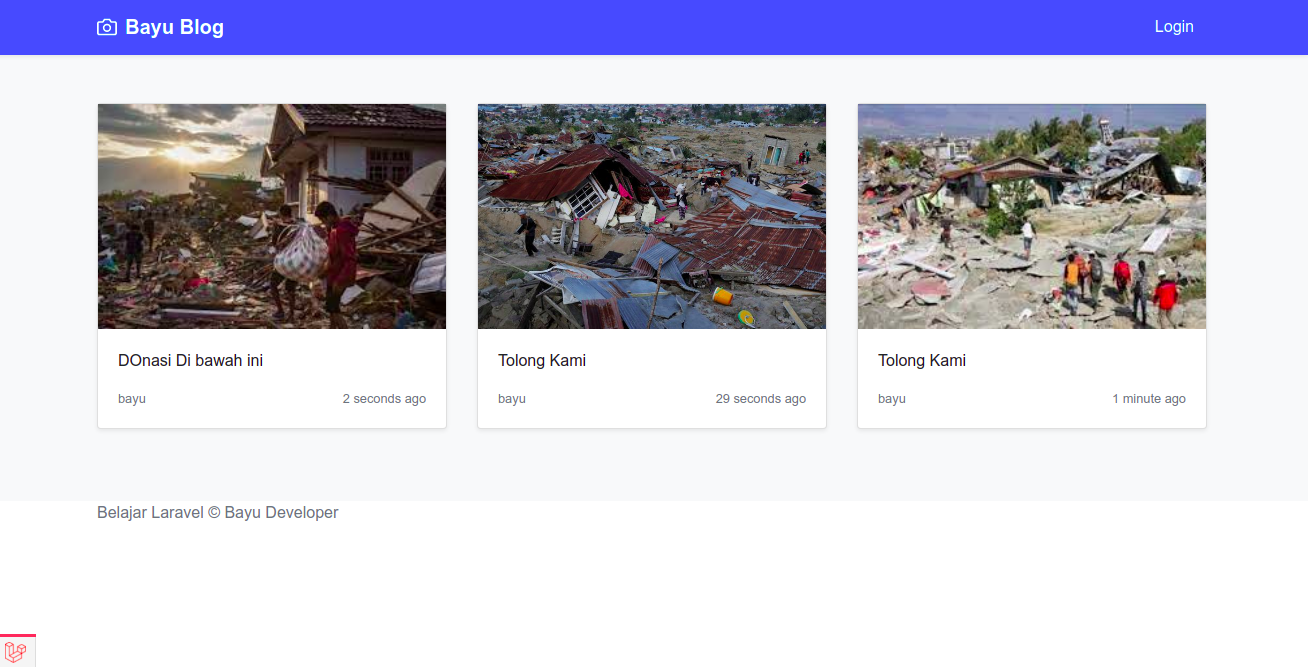 Bayu Blog
Login
DOnasi Di bawah ini
bayu
2 seconds ago
Tolong Kami
bayu
29 seconds ago
Tolong Kami
bayu
1 minute ago
Belajar Laravel © Bayu Developer